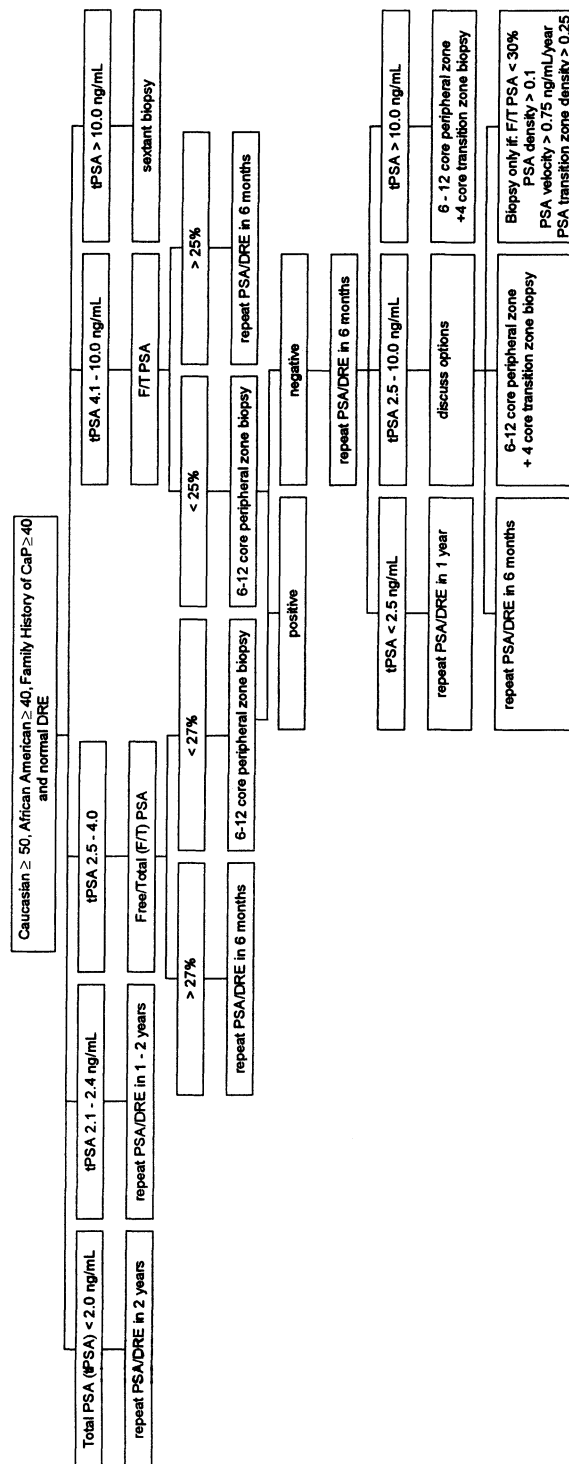 Caucasian ≥ 50, African American ≥ 40, Family History of CaP ≥ 40
and normal DRE
Total PSA (tPSA) < 2.0 ng/mL
tPSA 2.1 - 2.4 ng/mL
tPSA 2.5 - 4.0
tPSA 4.1 - 10.0 ng/mL
tPSA > 10.0 ng/mL
repeat PSA/DRE in 2 years
repeat PSA/DRE in 1 - 2 years
Free/Total (F/T) PSA
F/T PSA
sextant biopsy
> 27%
< 27%
< 25%
> 25%
repeat PSA/DRE in 6 months
6-12 core peripheral zone biopsy
6-12 core peripheral zone biopsy
repeat PSA/DRE in 6 months
positive
negative
repeat PSA/DRE in 6 months
tPSA < 2.5 ng/mL
tPSA 2.5 - 10.0 ng/mL
tPSA > 10.0 ng/mL
repeat PSA/DRE in 1 year
discuss options
6 - 12 core peripheral zone
+4 core transition zone biopsy
repeat PSA/DRE in 6 months
6-12 core peripheral zone
+ 4 core transition zone biopsy
Biopsy only if: F/T PSA < 30%
PSA density > 0.1
PSA velocity > 0.75 ng/mL/year
PSA transition zone density > 0.25